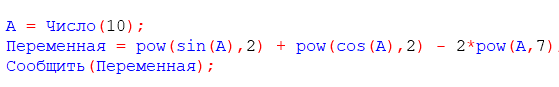 А = Число(10);
Переменная = pow(sin(А),2) + pow(cos(А),2) - 2*pow(А,7)
Сообщить(Переменная);